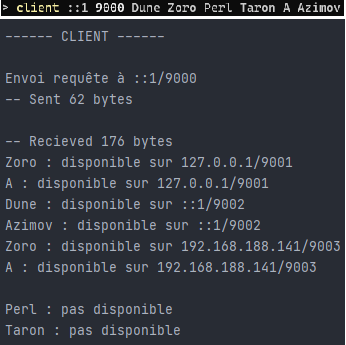 > client ::1 9000 Dune Zoro Perl Taron A Azimov
------ CLIENT ------
Envoi requête à ::1/9000
-- Sent 62 bytes
-- Recieved 176 bytes
Zoro : disponible sur 127.0.0.1/9001
A : disponible sur 127.0.0.1/9001
Dune : disponible sur ::1/9002
Azimov : disponible sur ::1/9002
Zoro : disponible sur 192.168.188.141/9003
A : disponible sur 192.168.188.141/9003
Perl : pas disponible
Taron : pas disponible